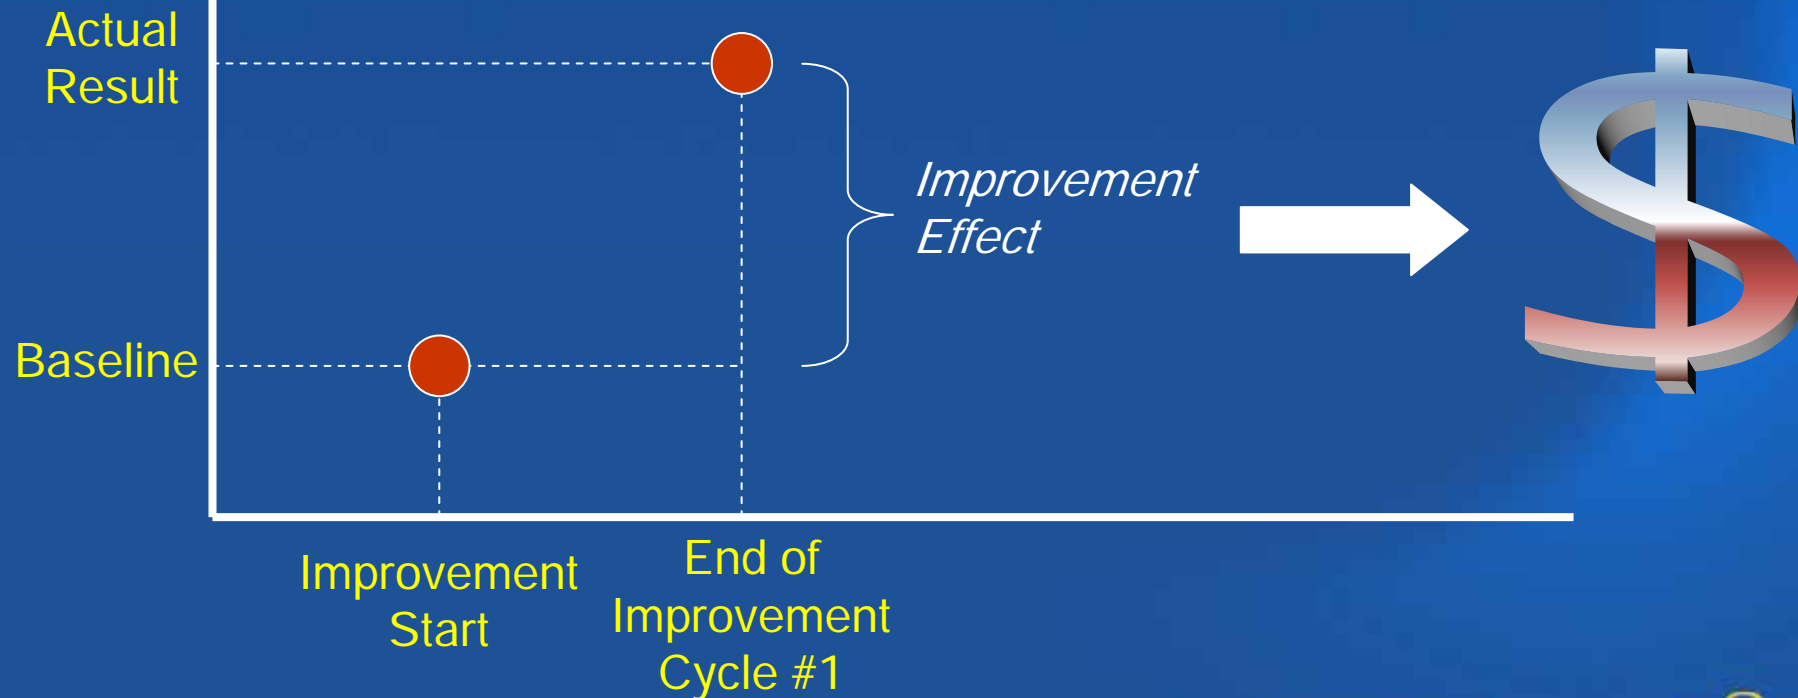 Actual
Result
Improvement
Effect
Baseline
Improvement
Start
End of
Improvement
Cycle #1
$